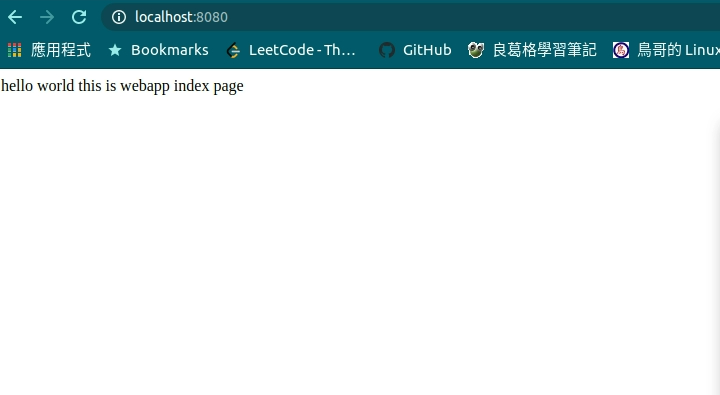 localhost:8080
應用程式 Bookmarks LeetCode - Th... GitHub 良葛格學習筆記 鳥哥的 Linux
hello world this is webapp index page